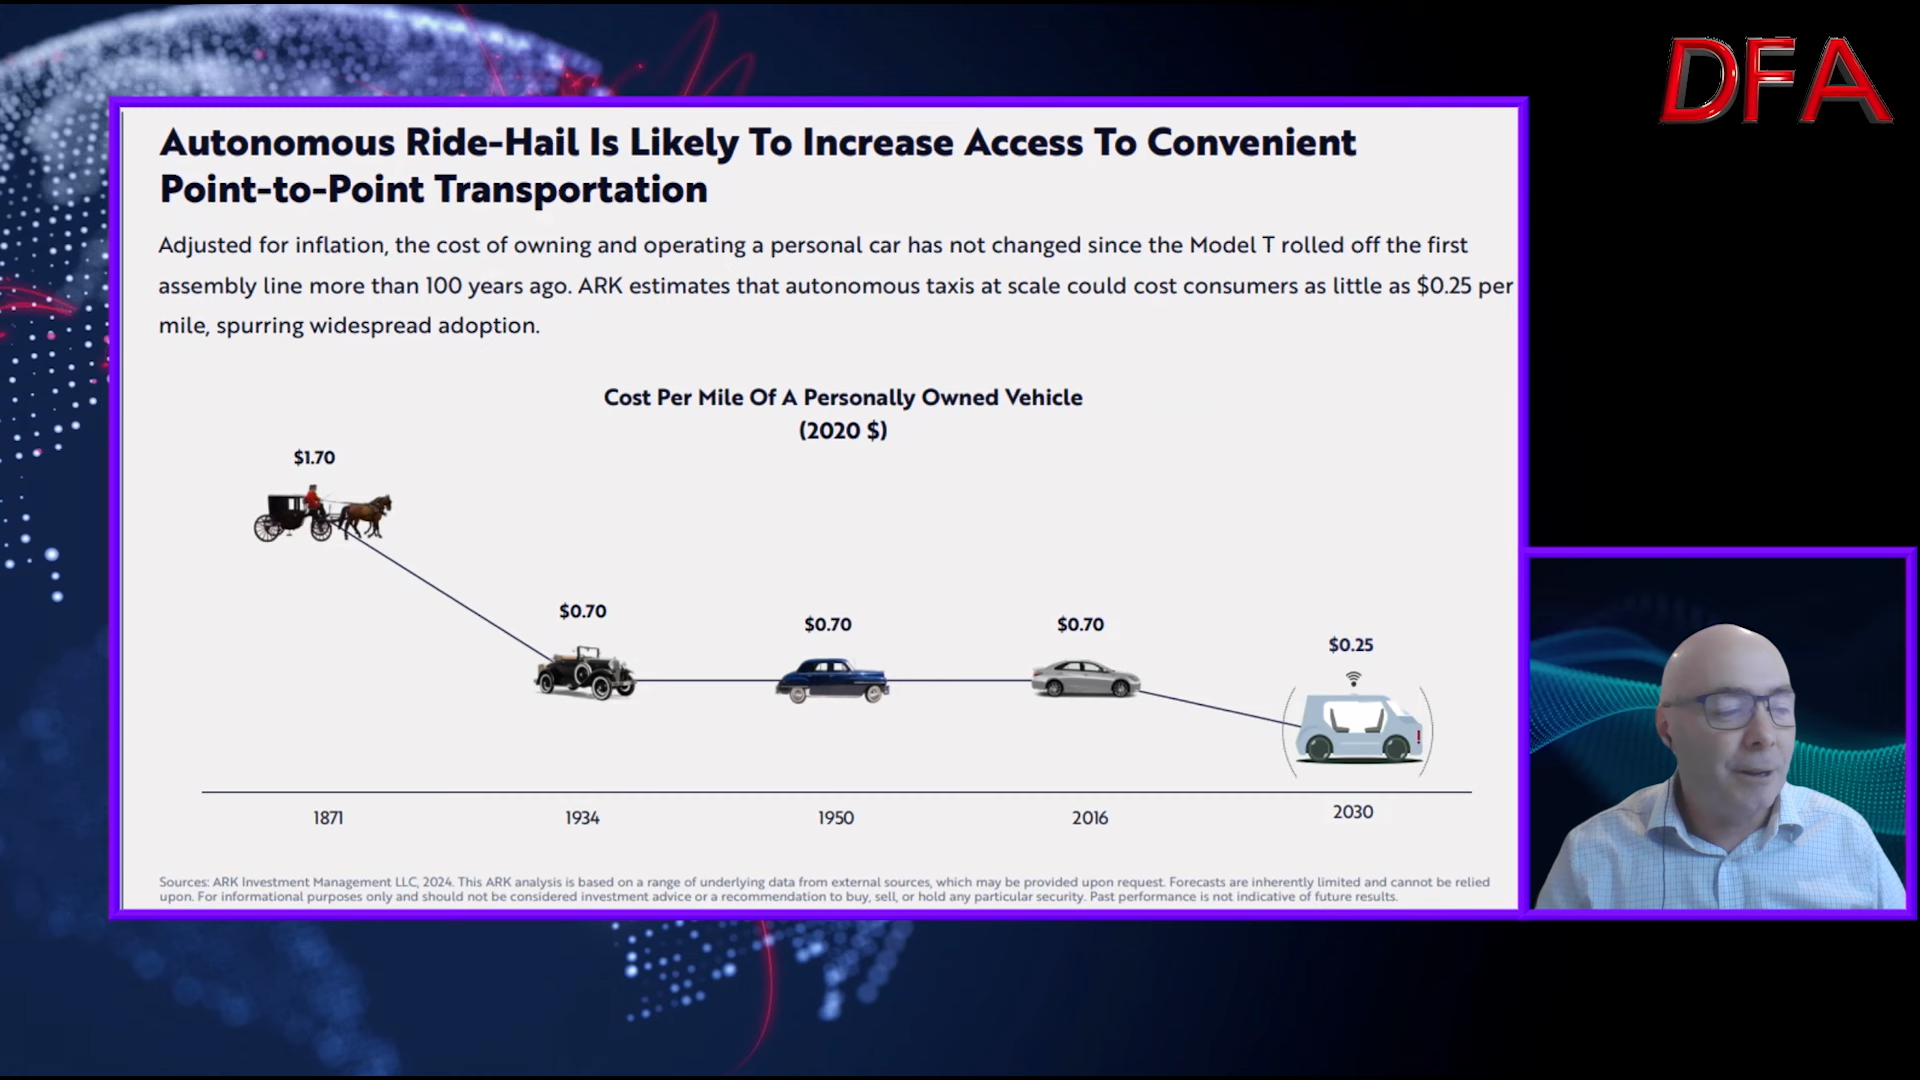 DFA
Autonomous Ride-Hail Is Likely To Increase Access To Convenient
Point-to-Point Transportation
Adjusted for inflation, the cost of owning and operating a personal car has not changed since the Model T rolled off the first
assembly line more than 100 years ago. ARK estimates that autonomous taxis at scale could cost consumers as little as $0.25 per
mile, spurring widespread adoption.
Cost Per Mile Of A Personally Owned Vehicle
(2020 $)
$1.70
$0.70
$0.70
$0.70
$0.25
1871
1934
1950
2016
2030
Sources: ARK Investment Management LLC, 2024. This ARK analysis is based on a range of underlying data from external sources, which may be provided upon request. Forecasts are inherently limited and cannot be relied
upon. For informational purposes only and should not be considered investment advice or a recommendation to buy, sell, or hold any particular security. Past performance is not indicative of future results.